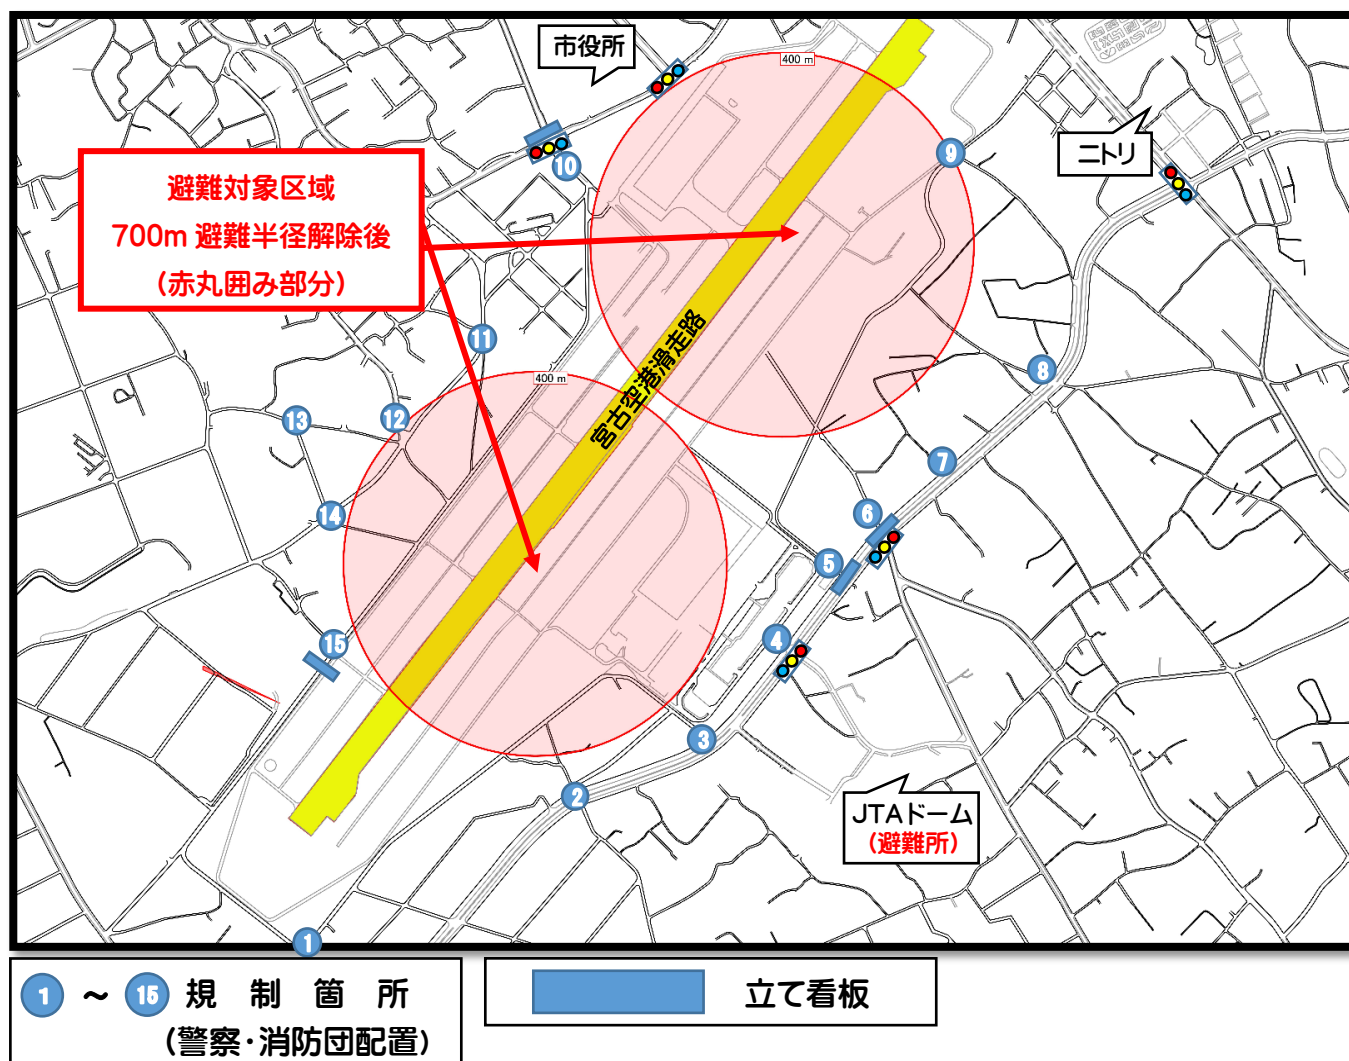 市役所
400 m
ニトリ
避難対象区域
700m 避難半径解除後
(赤丸囲み部分)
9
10
11
宮古空港滑走路
400 m
8
12
13
7
14
6
5
15
4
3
2
JTAドーム
(避難所)
1
1 ～ 15 規 制 箇 所
(警察・消防団配置)
立て看板